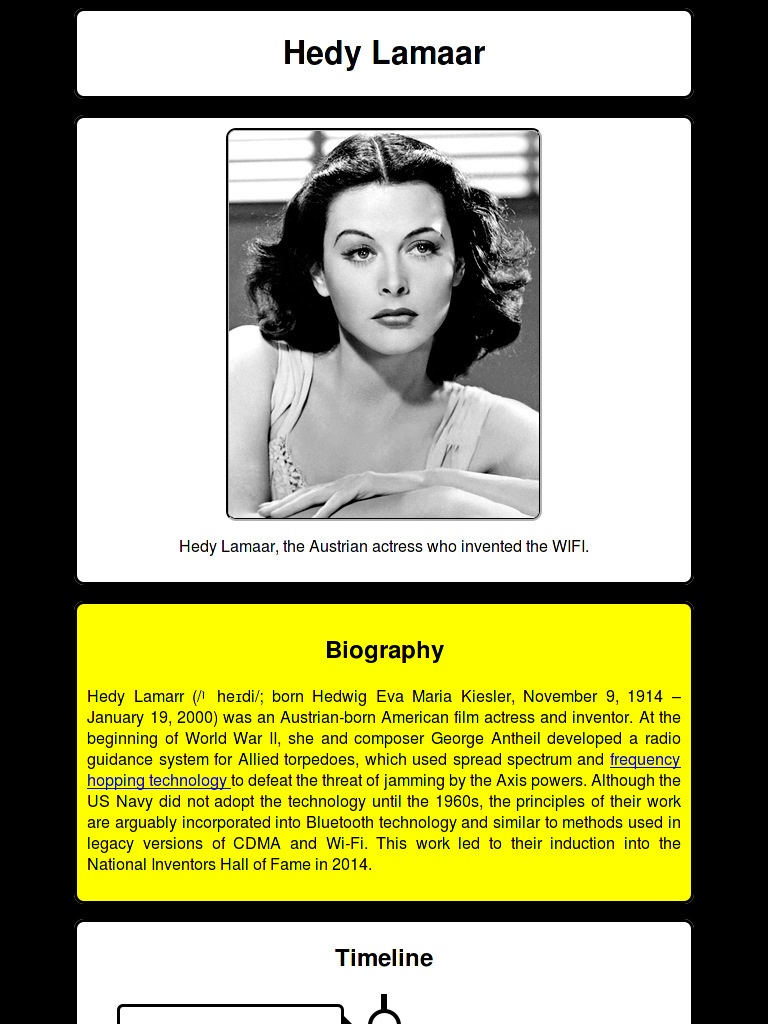 Hedy Lamaar
Hedy Lamaar, the Austrian actress who invented the WIFI.
Biography
Hedy Lamarr (/ˈ heɪdi/; born Hedwig Eva Maria Kiesler, November 9, 1914 –
January 19, 2000) was an Austrian-born American film actress and inventor. At the
beginning of World War II, she and composer George Antheil developed a radio
guidance system for Allied torpedoes, which used spread spectrum and frequency
hopping technology to defeat the threat of jamming by the Axis powers. Although the
US Navy did not adopt the technology until the 1960s, the principles of their work
are arguably incorporated into Bluetooth technology and similar to methods used in
legacy versions of CDMA and Wi-Fi. This work led to their induction into the
National Inventors Hall of Fame in 2014.
Timeline